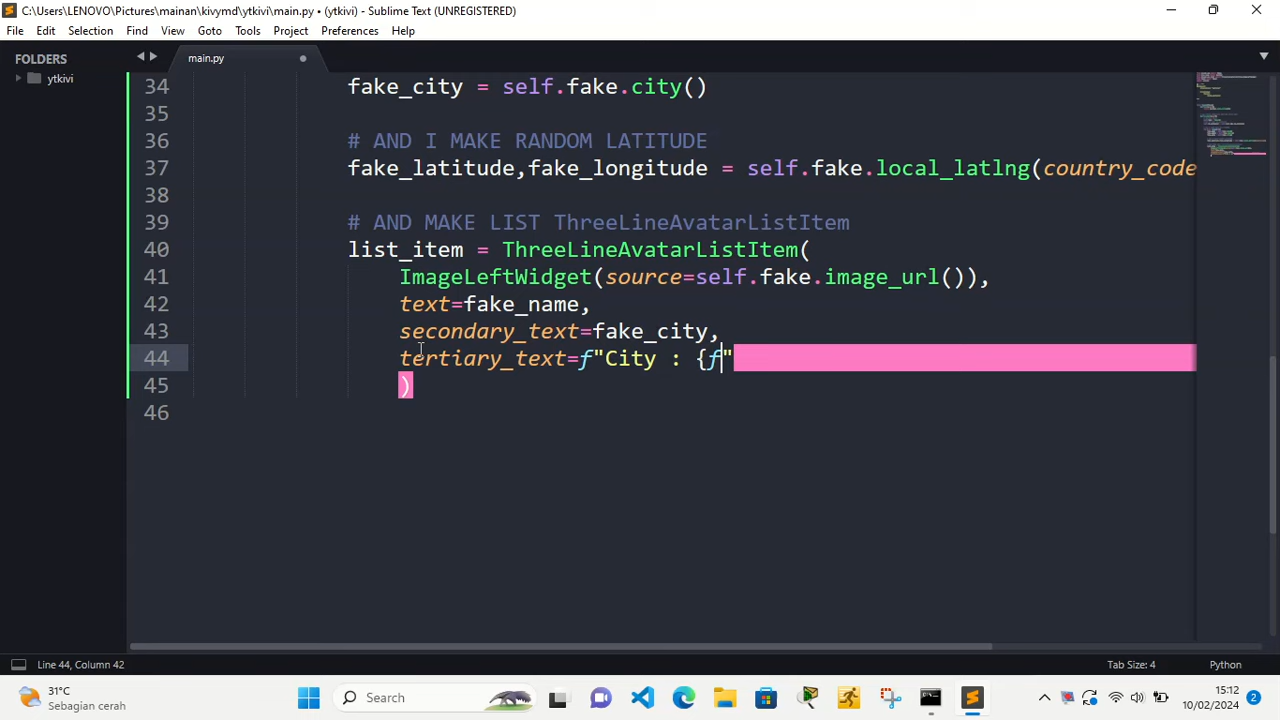 C:\Users\LENOVO\Pictures\mainan\kivymd\ytkivi\main.py • (ytkivi) - Sublime Text (UNREGISTERED)
File Edit Selection Find View Goto Tools Project Preferences Help
FOLDERS
ytkivi
main.py
34 fake_city = self.fake.city()
35
36 # AND I MAKE RANDOM LATITUDE
37 fake_latitude,fake_longitude = self.fake.local_latlng(country_code
38
39 # AND MAKE LIST ThreeLineAvatarListItem
40 list_item = ThreeLineAvatarListItem(
41 ImageLeftWidget(source=self.fake.image_url()),
42 text=fake_name,
43 secondary_text=fake_city,
44 tertiary_text=f"City : {f"
45 )
46
Line 44, Column 42
Tab Size: 4
Python
31°C
Sebagian cerah
Search
15:12
10/02/2024
2